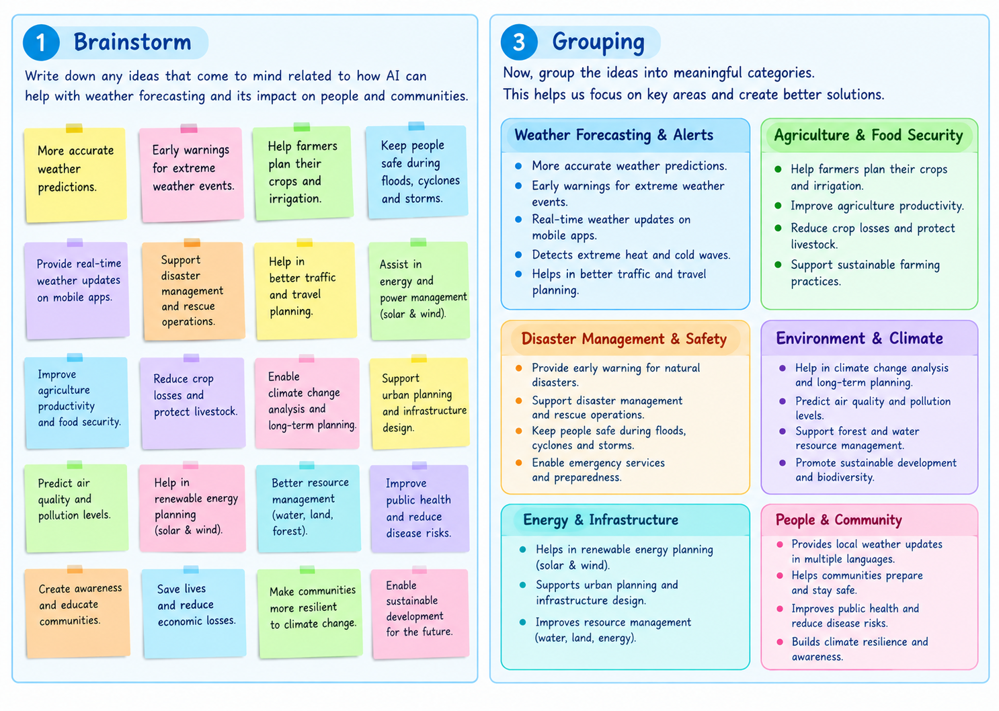 1 Brainstorm
Write down any ideas that come to mind related to how AI can
help with weather forecasting and its impact on people and communities.
More accurate
weather
predictions.
Early warnings
for extreme
weather events.
Help farmers
plan their
crops and
irrigation.
Keep people
safe during
floods, cyclones
and storms.
Provide real-time
weather updates
on mobile apps.
Support
disaster
management
and rescue
operations.
Help in
better traffic
and travel
planning.
Assist in
energy and
power management
(solar & wind).
Improve
agriculture
productivity
and food security.
Reduce crop
losses and
protect livestock.
Enable
climate change
analysis and
long-term planning.
Support
urban planning
and infrastructure
design.
Predict air
quality and
pollution levels.
Help in
renewable energy
planning
(solar & wind).
Better resource
management
(water, land,
forest).
Improve
public health
and reduce
disease risks.
Create awareness
and educate
communities.
Save lives
and reduce
economic losses.
Make communities
more resilient
to climate change.
Enable
sustainable
development
for the future.
3 Grouping
Now, group the ideas into meaningful categories.
This helps us focus on key areas and create better solutions.
Weather Forecasting & Alerts
• More accurate weather predictions.
• Early warnings for extreme weather
events.
• Real-time weather updates on
mobile apps.
• Detects extreme heat and cold waves.
• Helps in better traffic and travel
planning.
Agriculture & Food Security
• Help farmers plan their crops
and irrigation.
• Improve agriculture productivity.
• Reduce crop losses and protect
livestock.
• Support sustainable farming
practices.
Disaster Management & Safety
• Provide early warning for natural
disasters.
• Support disaster management
and rescue operations.
• Keep people safe during floods,
cyclones and storms.
• Enable emergency services
and preparedness.
Environment & Climate
• Help in climate change analysis
and long-term planning.
• Predict air quality and pollution
levels.
• Support forest and water
resource management.
• Promote sustainable development
and biodiversity.
Energy & Infrastructure
• Helps in renewable energy planning
(solar & wind).
• Supports urban planning and
infrastructure design.
• Improves resource management
(water, land, energy).
People & Community
• Provides local weather updates
in multiple languages.
• Helps communities prepare
and stay safe.
• Improves public health and
reduce disease risks.
• Builds climate resilience and
awareness.